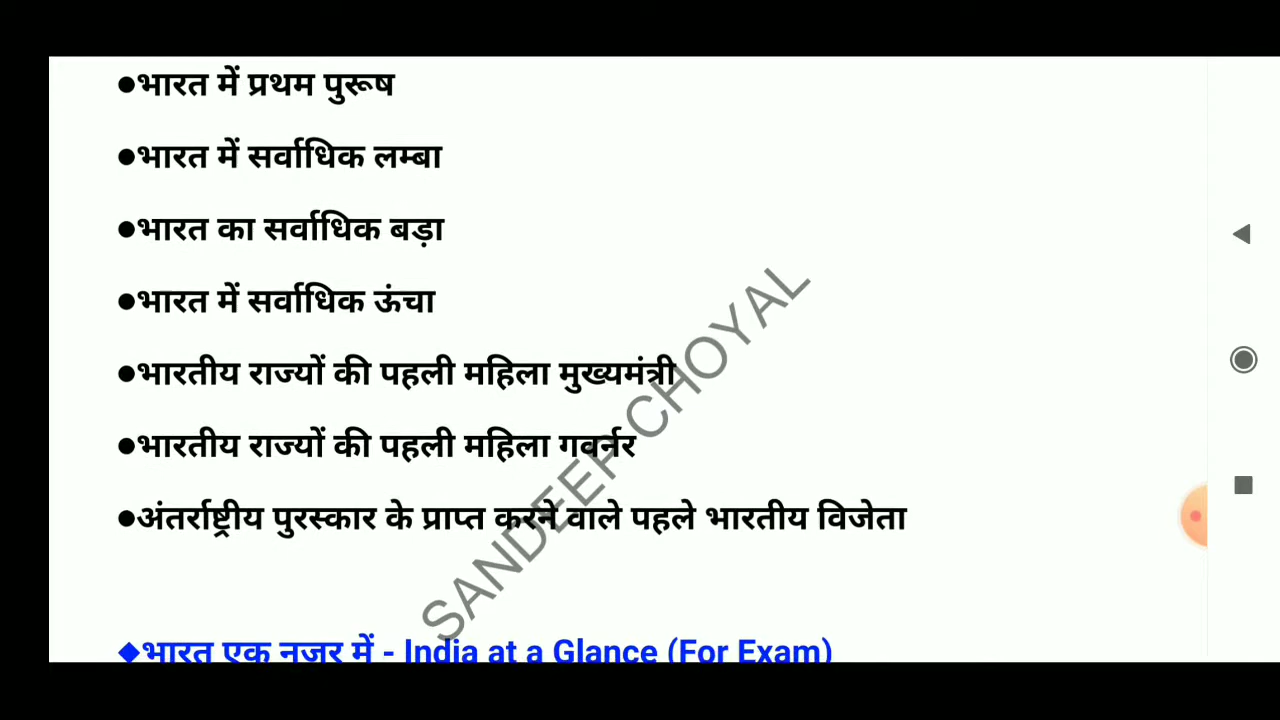 ●भारत में प्रथम पुरूष
●भारत में सर्वाधिक लम्बा
●भारत का सर्वाधिक बड़ा
●भारत में सर्वाधिक ऊंचा
●भारतीय राज्यों की पहली महिला मुख्यमंत्री
●भारतीय राज्यों की पहली महिला गवर्नर
●अंतर्राष्ट्रीय पुरस्कार के प्राप्त करने वाले पहले भारतीय विजेता
SANDEEP CHOYAL
◆भारत एक नज़र में - India at a Glance (For Exam)